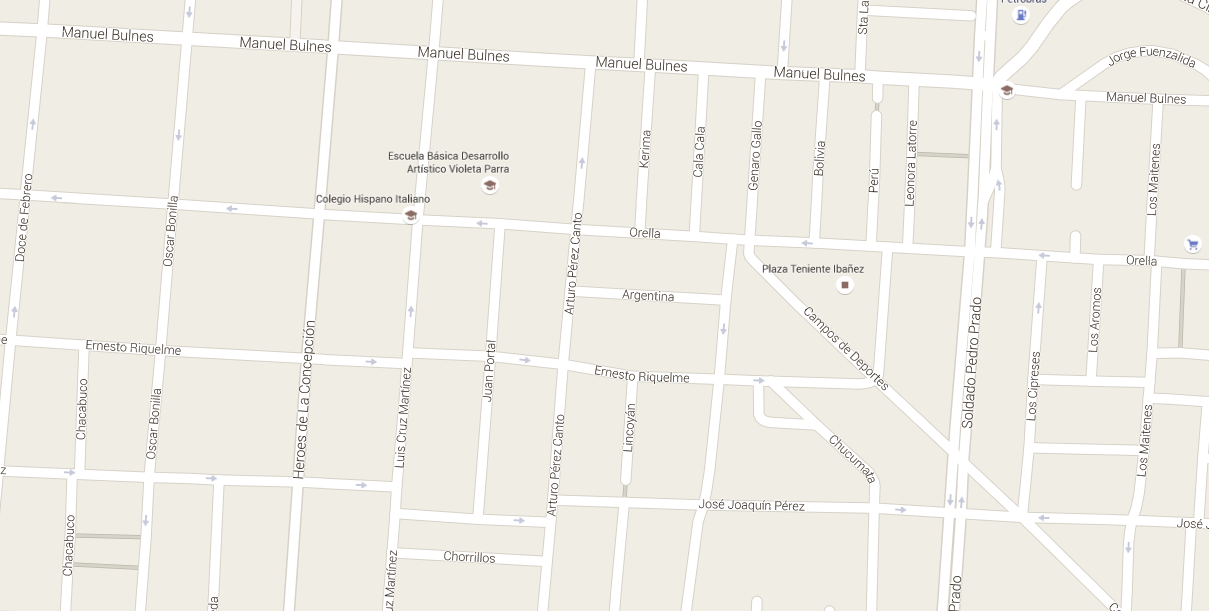 Petrobras
Sta La
Manuel Bulnes
Manuel Bulnes
Manuel Bulnes
Manuel Bulnes
Manuel Bulnes
Jorge Fuenzalida
Manuel Bulnes
Kerima
Cala Cala
Genaro Gallo
Bolivia
Perú
Leonora Latorre
Los Maitenes
Escuela Básica Desarrollo
Artístico Violeta Parra
Colegio Hispano Italiano
Doce de Febrero
Oscar Bonilla
Arturo Pérez Canto
Orella
Orella
Plaza Teniente Ibañez
Argentina
Campos de Deportes
Soldado Pedro Prado
Los Aromos
Los Cipreses
e
Ernesto Riquelme
Heroes de La Concepción
Juan Portal
Ernesto Riquelme
Chacabuco
Oscar Bonilla
Luis Cruz Martínez
Arturo Pérez Canto
Lincoyán
Chucumata
Los Maitenes
z
José Joaquín Pérez
José J
Chacabuco
Chorrillos
uz Martínez
da
Prado
C